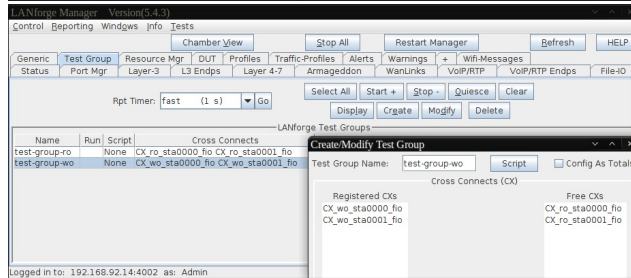 LANforge Manager Version(5.4.3)
Control Reporting Windows Info Tests
Chamber View Stop All Restart Manager Refresh HELP
Generic Test Group Resource Mgr DUT Profiles Traffic-Profiles Alerts Warnings + Wifi-Messages
Status Port Mgr Layer-3 L3 Endps Layer 4-7 Armageddon WanLinks VoIP/RTP VoIP/RTP Endps File-IO
Rpt Timer: fast (1 s) Go
Select All Start + Stop - Quiesce Clear
Display Create Modify Delete
LANforge Test Groups
Name Run Script Cross Connects
test-group-ro None CX_ro_sta0000_fio CX_ro_sta0001_fio
test-group-wo None CX_wo_sta0000_fio CX_wo_sta0001_fio
Create/Modify Test Group
Test Group Name: test-group-wo Script Config As Totals
Cross Connects (CX)
Registered CXs Free CXs
CX_wo_sta0000_fio CX_ro_sta0000_fio
CX_wo_sta0001_fio CX_ro_sta0001_fio
Logged in to: 192.168.92.14:4002 as: Admin